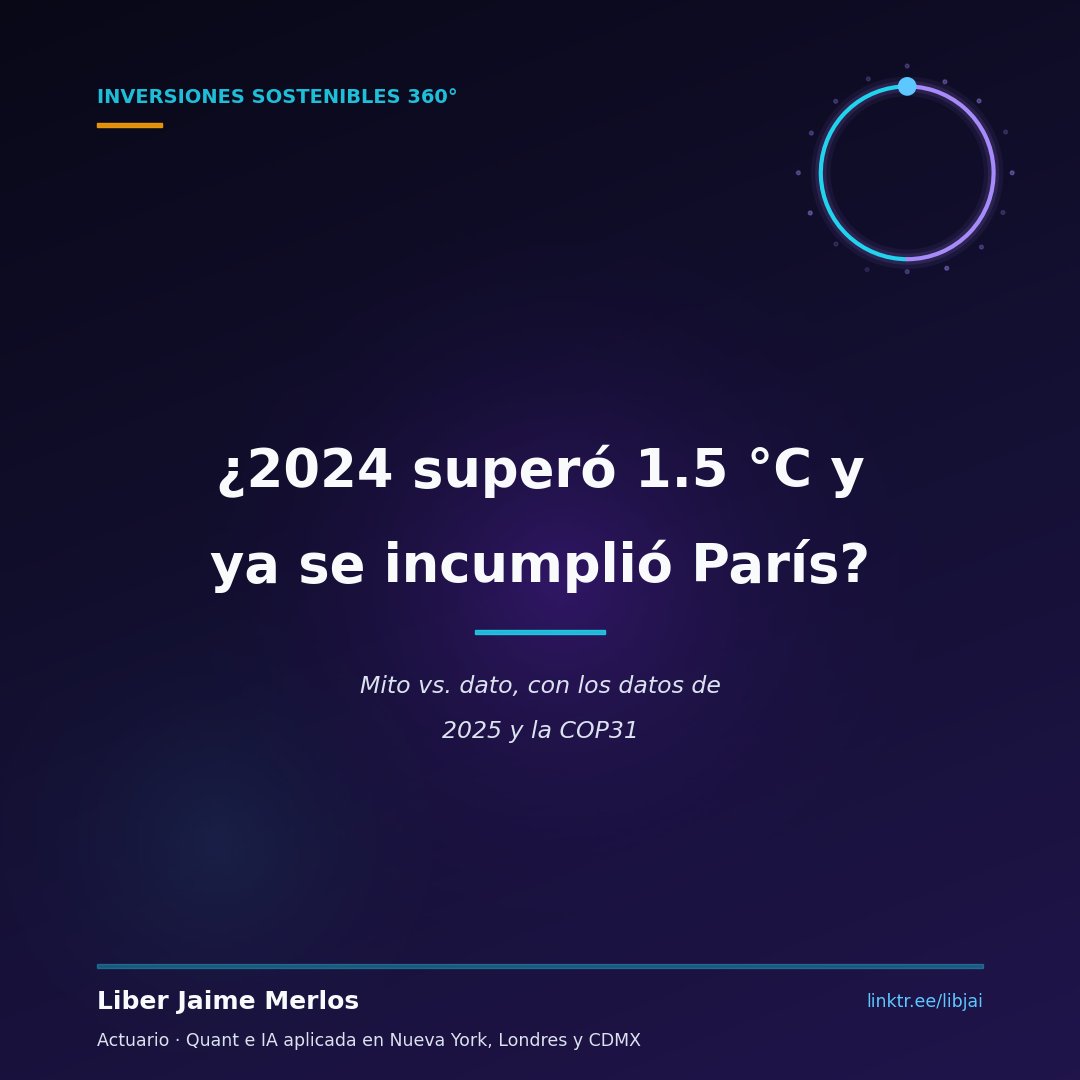 INVERSIONES SOSTENIBLES 360°
¿2024 superó 1.5 °C y
ya se incumplió París?
Mito vs. dato, con los datos de
2025 y la COP31
Liber Jaime Merlos
linktr.ee/libjai
Actuario · Quant e IA aplicada en Nueva York, Londres y CDMX